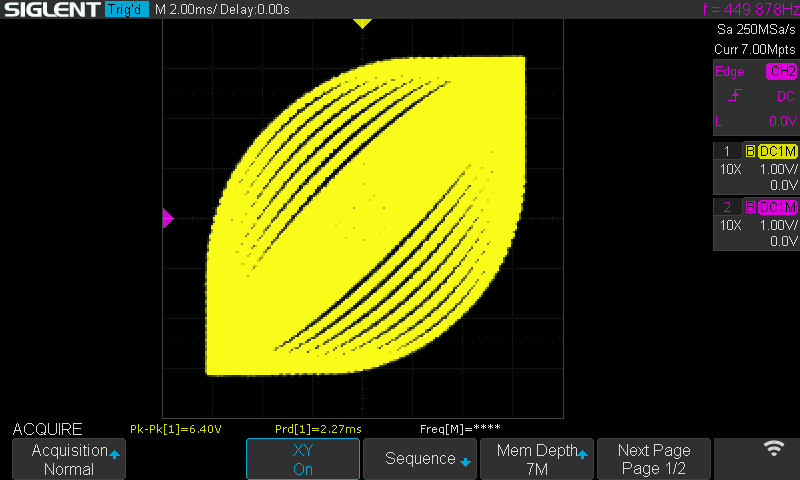 SIGLENT Trig'd M 2.00ms/ Delay:0.00s f = 449.878Hz
Sa 250MSa/s
Curr 7.00Mpts
Edge CH2
DC
L 0.0V
1 B DC1M
10X 1.00V/
0.0V
2 B DC1M
10X 1.00V/
0.0V
ACQUIRE Pk-Pk[1]=6.40V Prd[1]=2.27ms Freq[M]=****
Acquisition
Normal
XY
On
Sequence
Mem Depth
7M
Next Page
Page 1/2